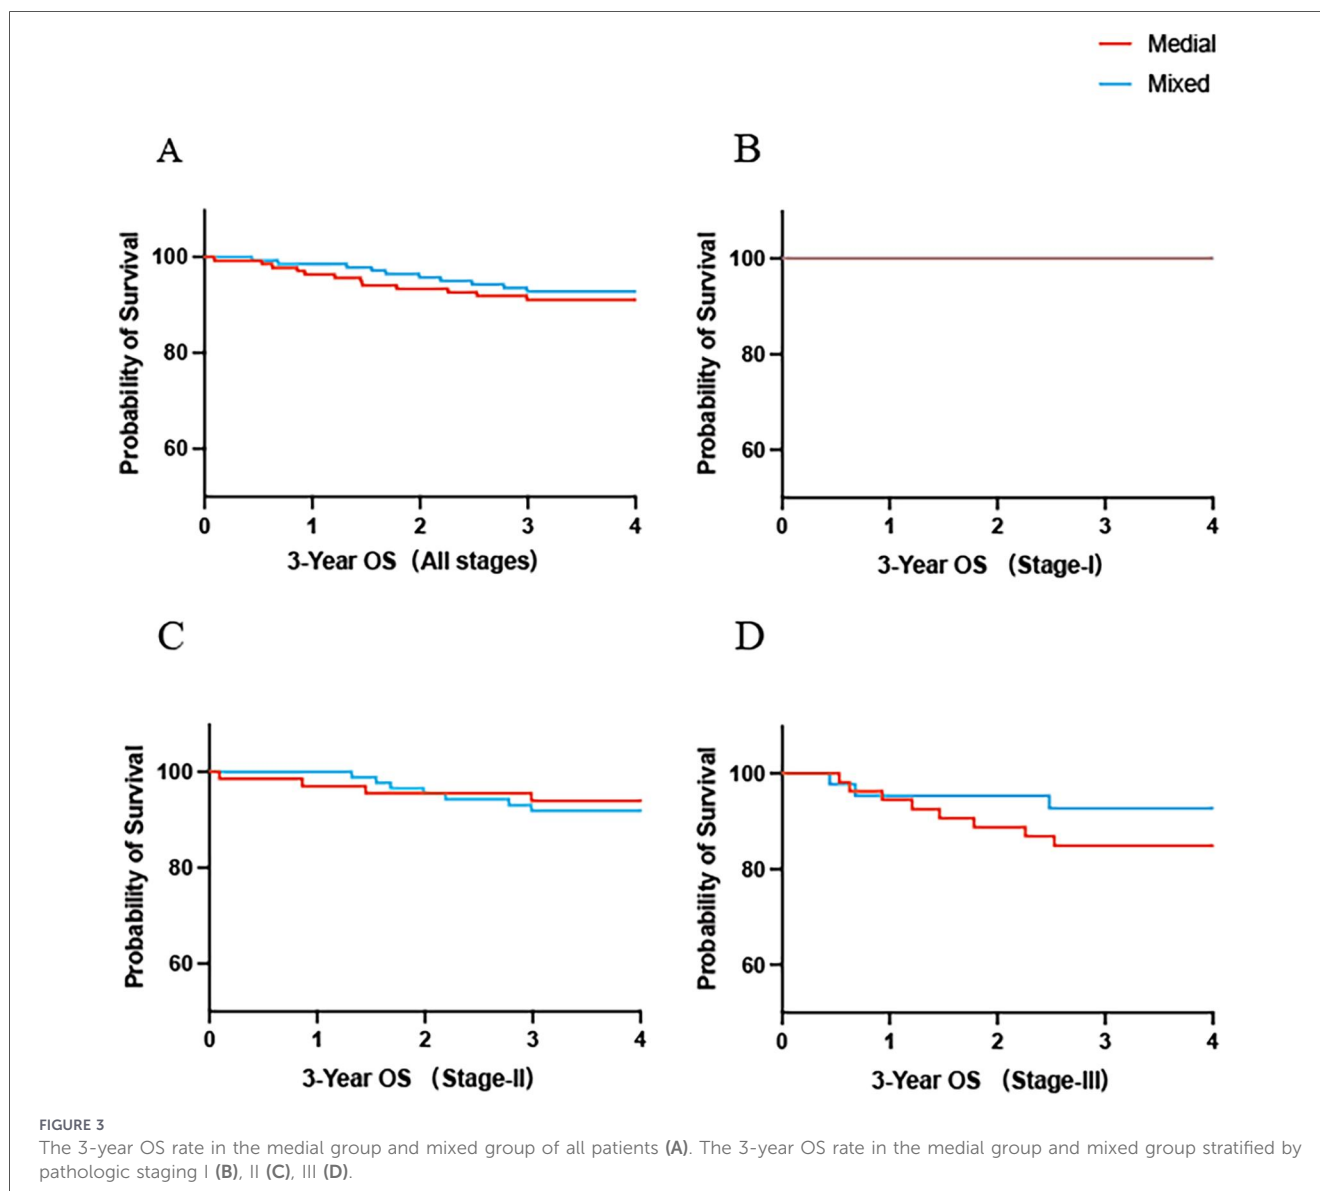 Medial
Mixed
A
Probability of Survival
100
80
60
0 1 2 3 4
3-Year OS (All stages)
B
Probability of Survival
100
80
60
0 1 2 3 4
3-Year OS (Stage-I)
C
Probability of Survival
100
80
60
0 1 2 3 4
3-Year OS (Stage-II)
D
Probability of Survival
100
80
60
0 1 2 3 4
3-Year OS (Stage-III)
FIGURE 3
The 3-year OS rate in the medial group and mixed group of all patients (A). The 3-year OS rate in the medial group and mixed group stratified by
pathologic staging I (B), II (C), III (D).